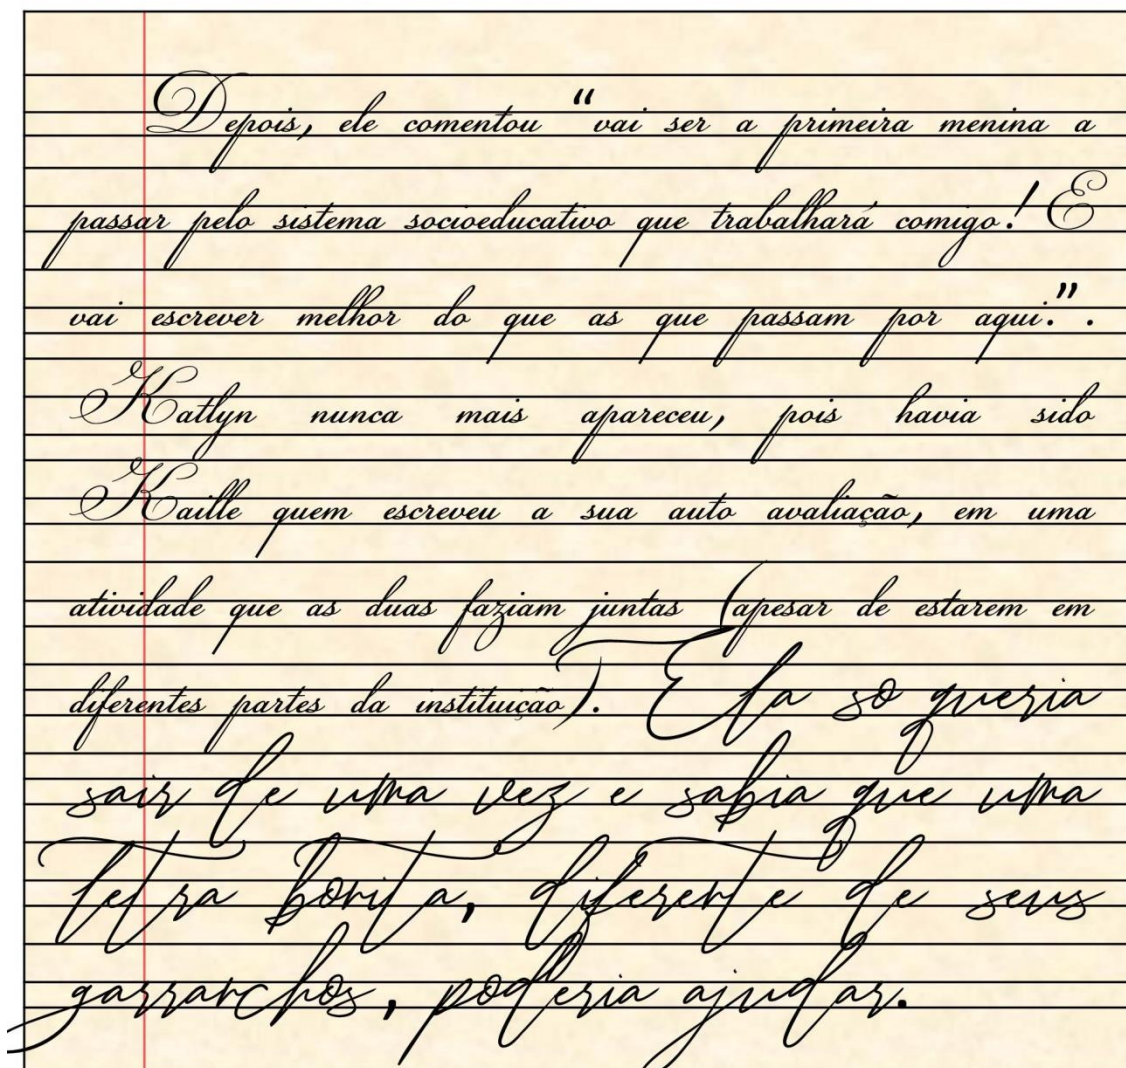 Depois, ele comentou “vai ser a primeira menina a
passar pelo sistema socioeducativo que trabalhará comigo! E
vai escrever melhor do que as que passam por aqui.”.
Katlyn nunca mais apareceu, pois havia sido
Kaille quem escreveu a sua auto avaliação, em uma
atividade que as duas faziam juntas (apesar de estarem em
diferentes partes da instituição). Ela só queria
sair de uma vez e sabia que uma
letra bonita, diferente de seus
garranchos, poderia ajudar.